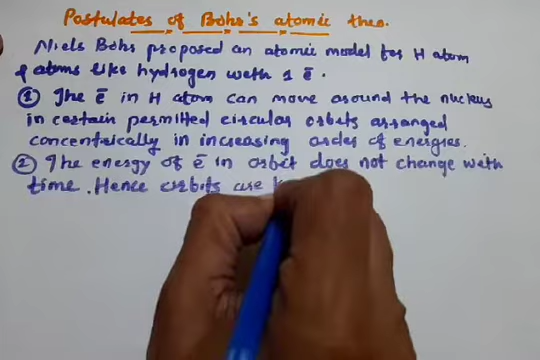 Postulates of Bohr's atomic theo.
Niels Bohr proposed an atomic model for H atom
& atoms like hydrogen with 1 ē.
① The ē in H atom can move around the nucleus
in certain permitted circular orbits arranged
concentrically in increasing order of energies.
② The energy of ē in orbit does not change with
time. Hence orbits are